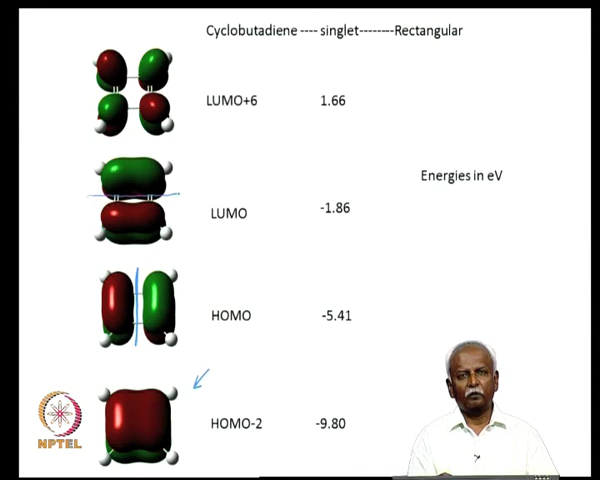 Cyclobutadiene ---- singlet--------Rectangular
LUMO+6 1.66
Energies in eV
LUMO -1.86
HOMO -5.41
HOMO-2 -9.80
NPTEL